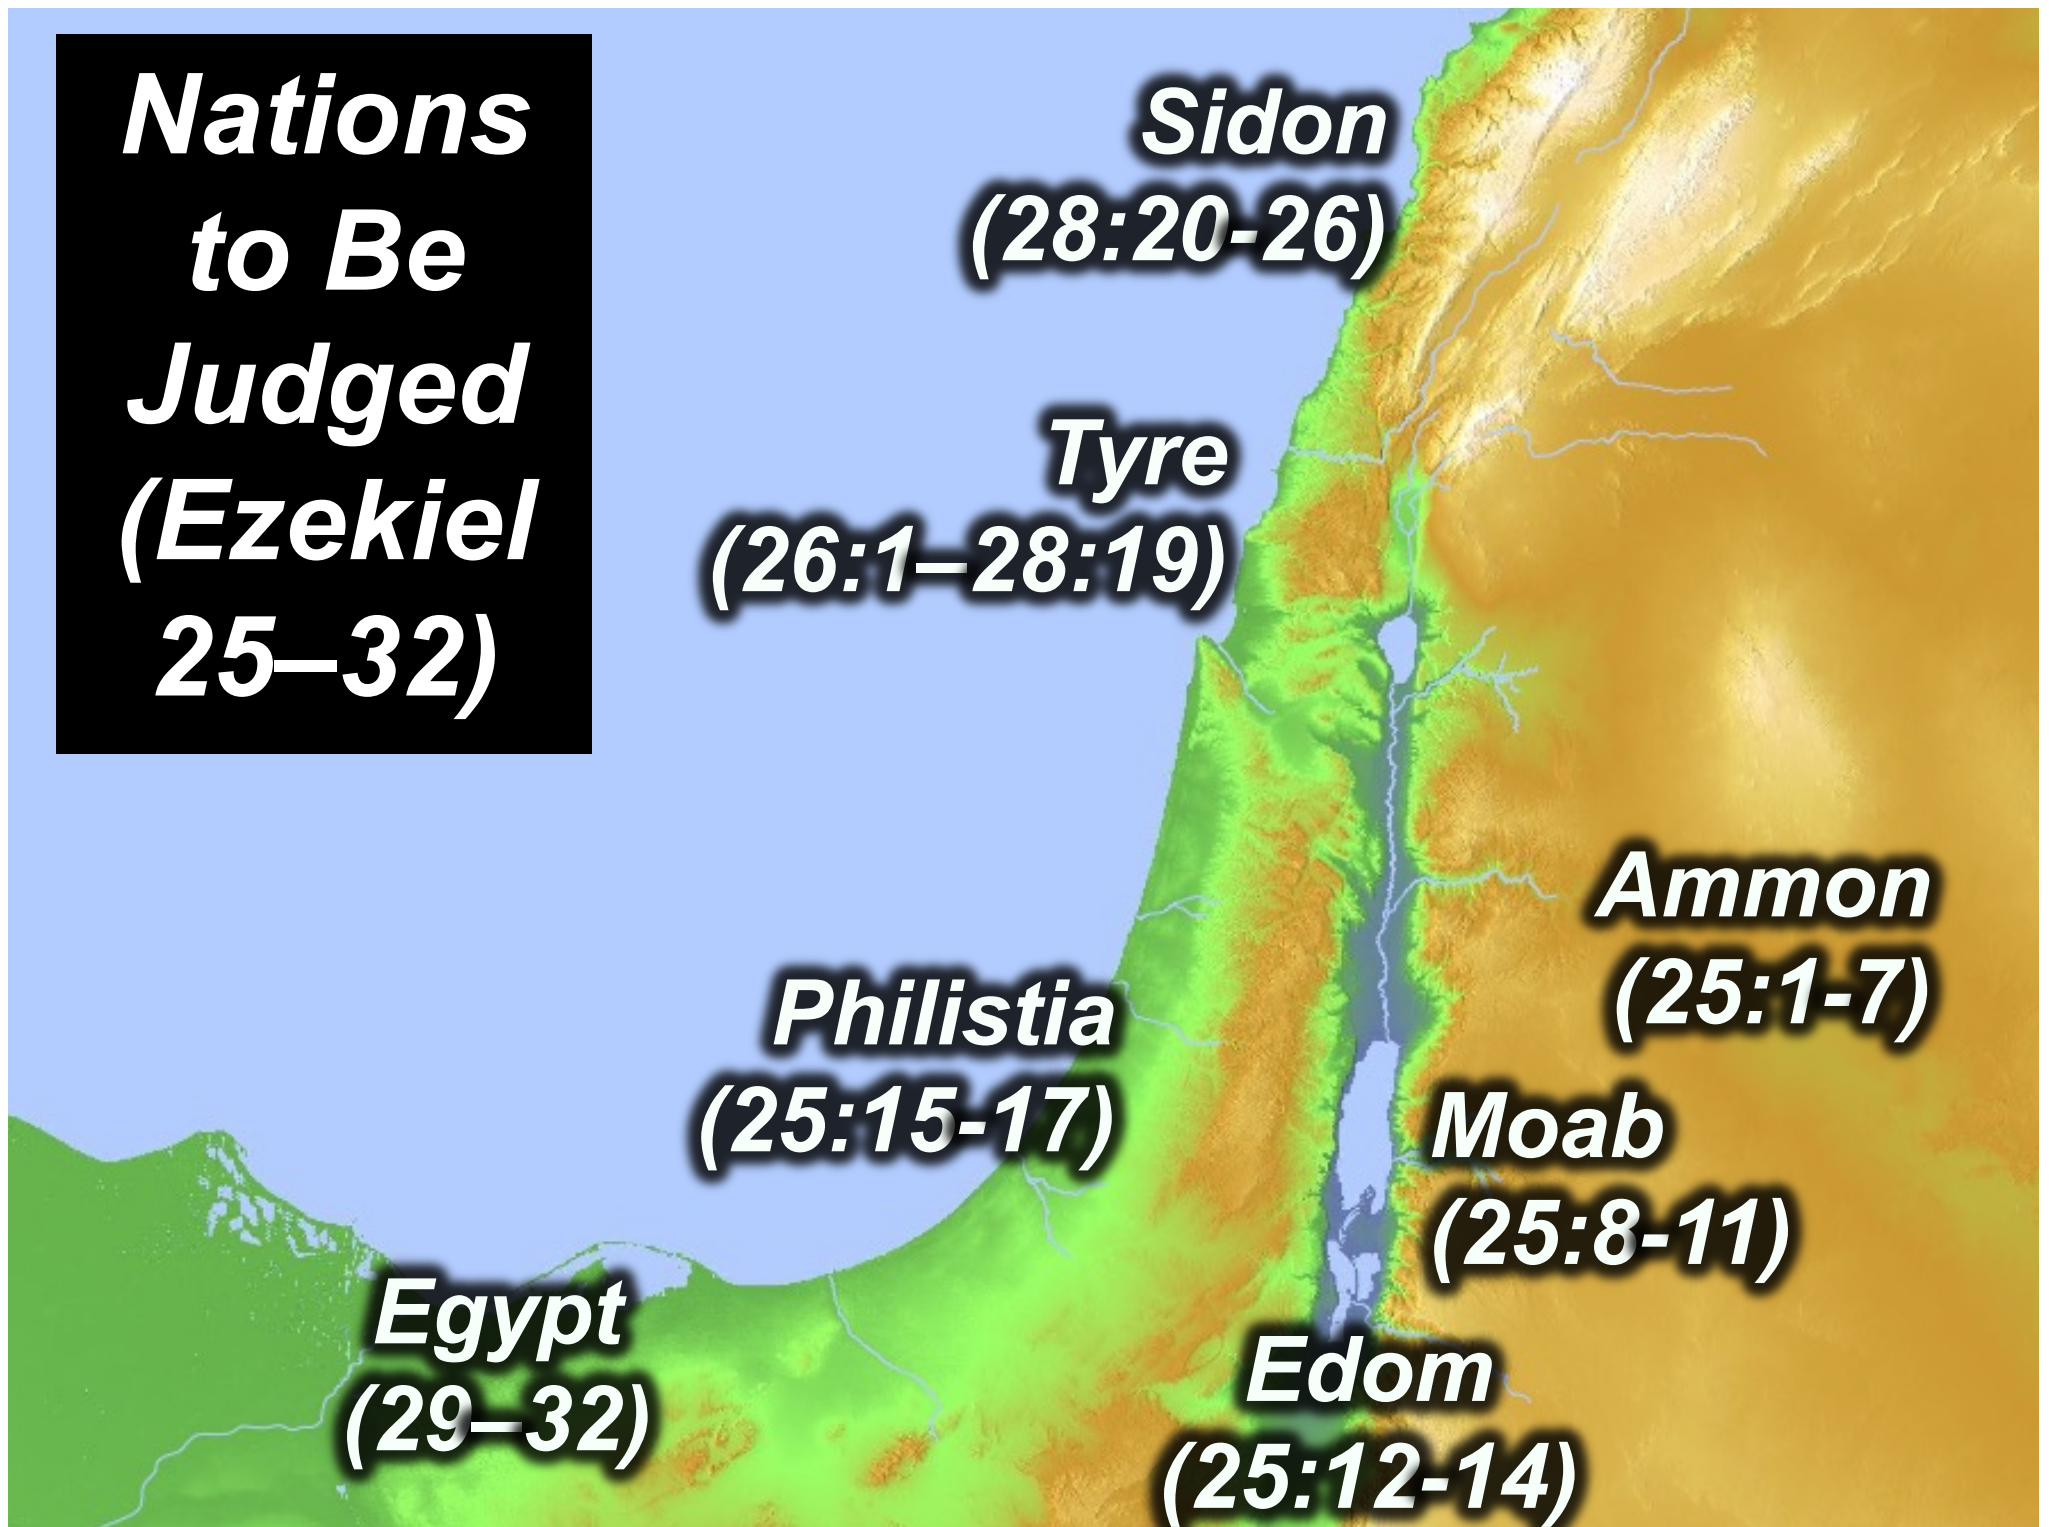 Nations
to Be
Judged
(Ezekiel
25–32)
Sidon
(28:20-26)
Tyre
(26:1–28:19)
Ammon
(25:1-7)
Philistia
(25:15-17)
Moab
(25:8-11)
Egypt
(29–32)
Edom
(25:12-14)